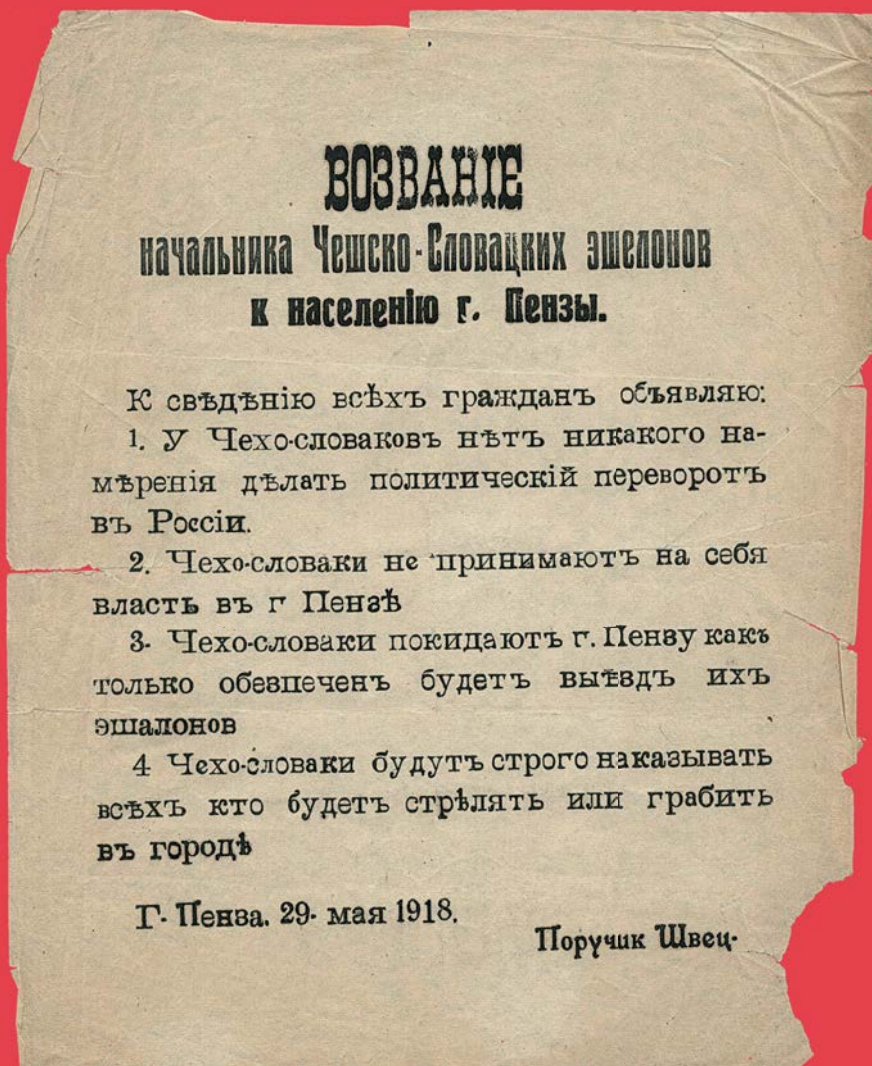 ВОЗВАНІЕ
начальника Чешско-Словацких эшелонов
к населенію г. Пензы.
К свѣдѣнію всѣхъ гражданъ объявляю:
1. У Чехо-словаковъ нѣтъ никакого на-
мѣренія дѣлать политическій переворотъ
въ Россіи.
2. Чехо-словаки не принимаютъ на себя
власть въ г Пензѣ
3. Чехо-словаки покидаютъ г. Пензу какъ
только обезпеченъ будетъ выѣздъ ихъ
эшалонов
4 Чехо-словаки будутъ строго наказывать
всѣхъ кто будетъ стрѣлять или грабить
въ городѣ
Г. Пенза. 29. мая 1918.
Поручик Швец.